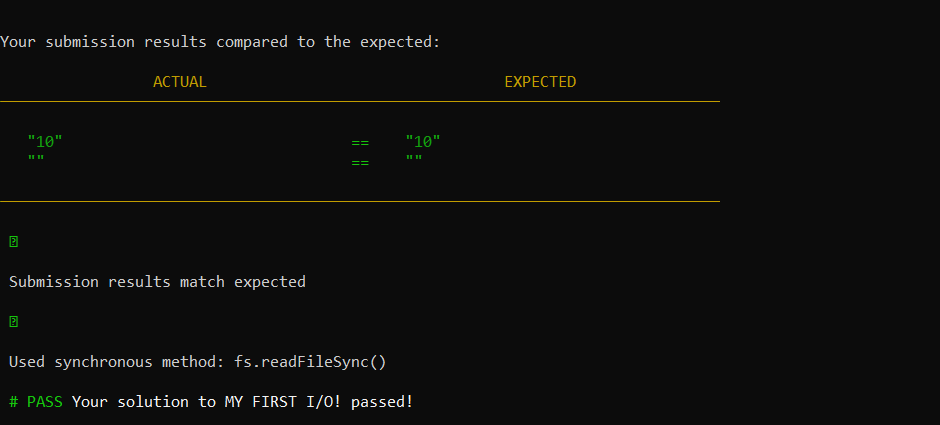 Your submission results compared to the expected:
ACTUAL EXPECTED
"10" == "10"
"" == ""
Submission results match expected
Used synchronous method: fs.readFileSync()
# PASS Your solution to MY FIRST I/O! passed!